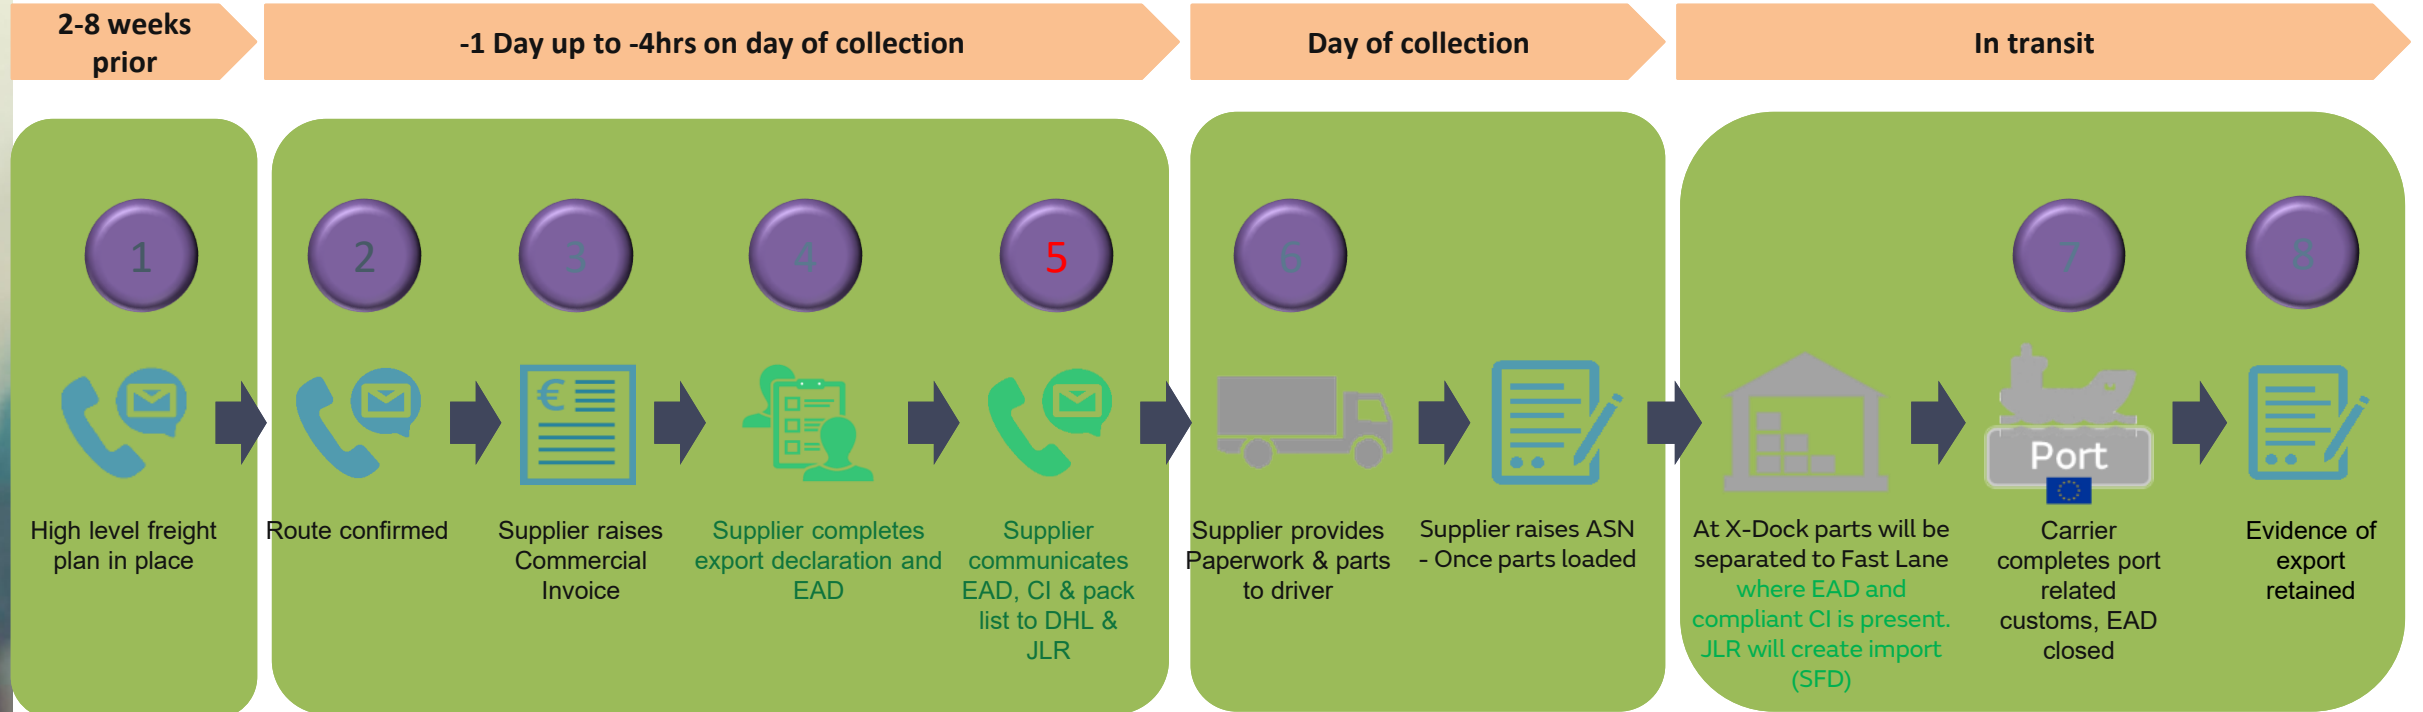 2-8 weeks
prior
-1 Day up to -4hrs on day of collection
Day of collection
In transit
1
2
3
4
5
6
7
8
€
Port
High level freight
plan in place
Route confirmed
Supplier raises
Commercial
Invoice
Supplier completes
export declaration and
EAD
Supplier
communicates
EAD, CI & pack
list to DHL &
JLR
Supplier provides
Paperwork & parts
to driver
Supplier raises ASN
- Once parts loaded
At X-Dock parts will be
separated to Fast Lane
where EAD and
compliant CI is present.
JLR will create import
(SFD)
Carrier
completes port
related
customs, EAD
closed
Evidence of
export
retained